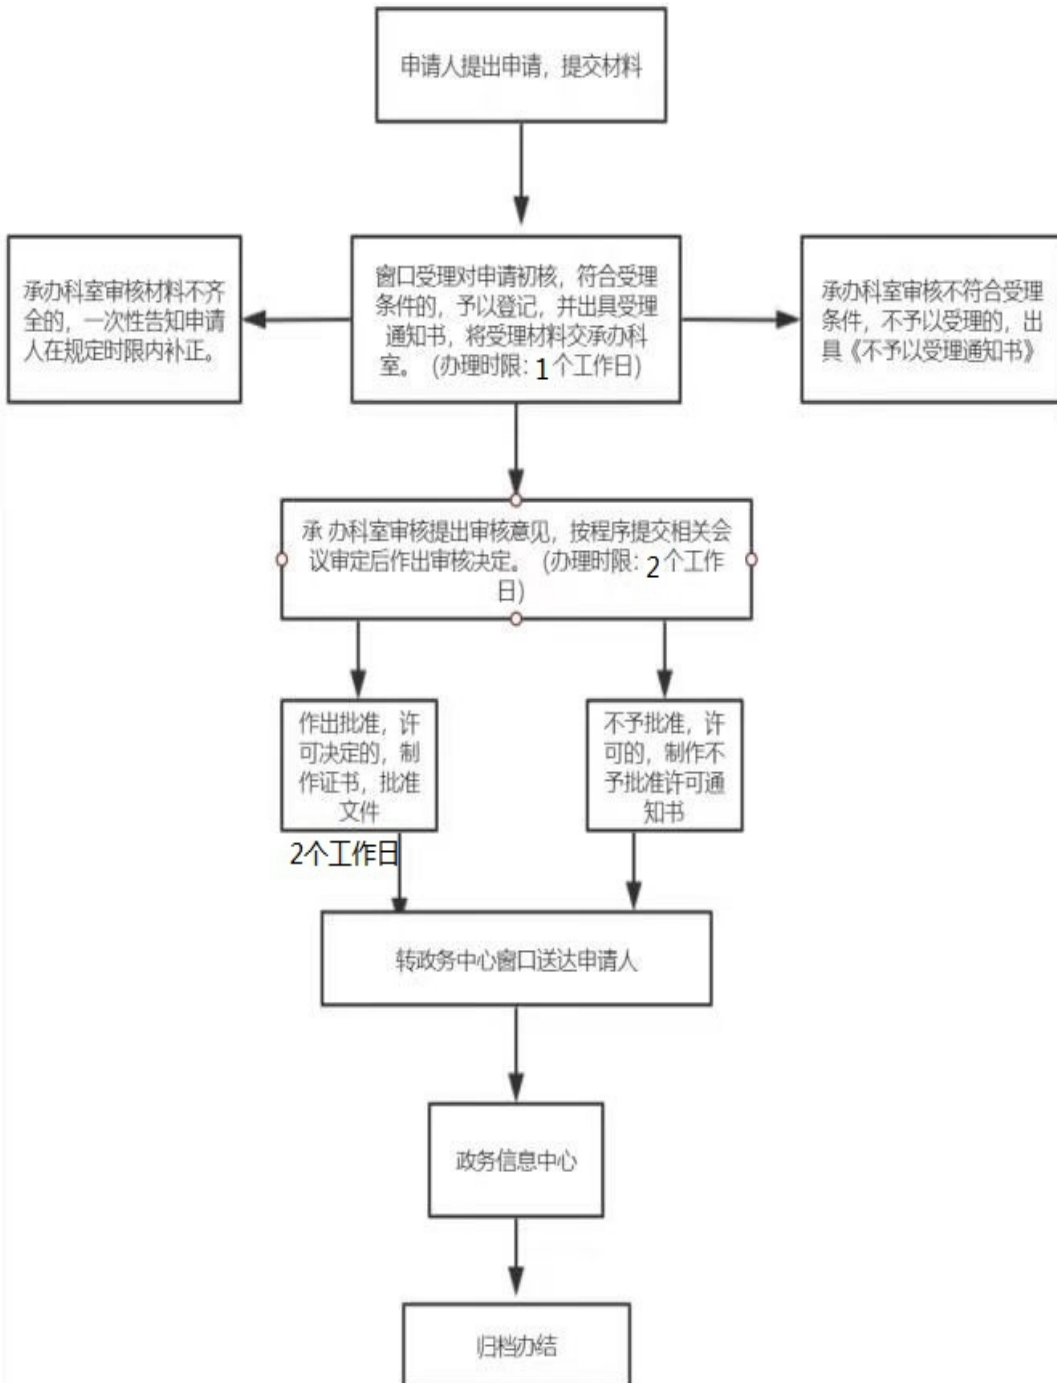 申请人提出申请，提交材料
承办科室审核材料不齐
全的，一次性告知申请
人在规定时限内补正。
窗口受理对申请初核，符合受理
条件的，予以登记，并出具受理
通知书，将受理材料交承办科
室。（办理时限：1个工作日）
承办科室审核不符合受理
条件，不予以受理的，出
具《不予以受理通知书》
承 办科室审核提出审核意见，按程序提交相关会
议审定后作出审核决定。（办理时限：2个工作
日）
作出批准，许
可决定的，制
作证书，批准
文件
不予批准，许
可的，制作不
予批准许可通
知书
2个工作日
转政务中心窗口送达申请人
政务信息中心
归档办结